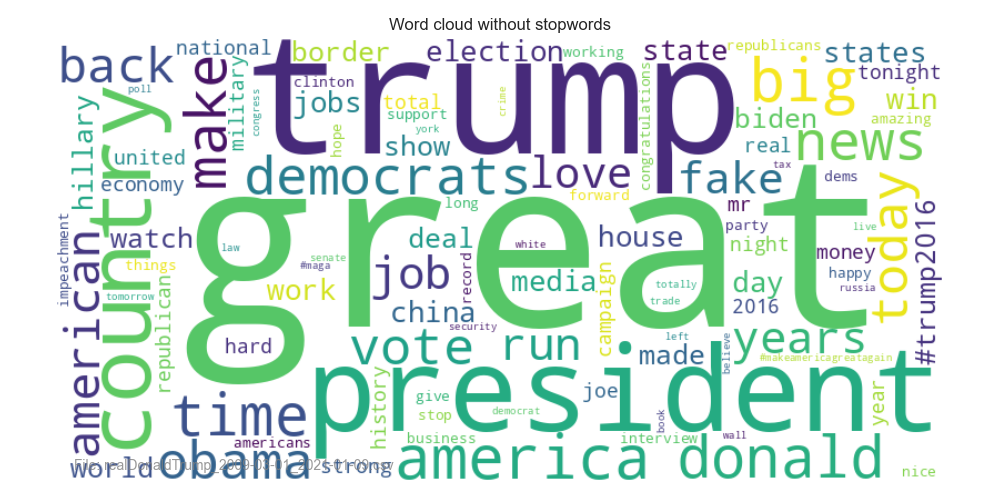 Word cloud without stopwords
national border election working state republicans states
back poll make trump clinton big tonight
jobs total support york show crime congratulations biden win amazing
country hillary military congress hope real news
united economy democrats love fake tax dems
great long forward mr party today
american watch law deal house night live money
impeachment things #maga senate white record job media day happy russia #trump2016
tomorrow republican work china security campaign totally trade 2016
hard vote run left made believe years #makeamericagreatagain
time president history give stop joe democrat book year
americans business interview wall
world obama strong america donald nice
File: realDonaldTrump_2009-03-01_2021-01-09.csv